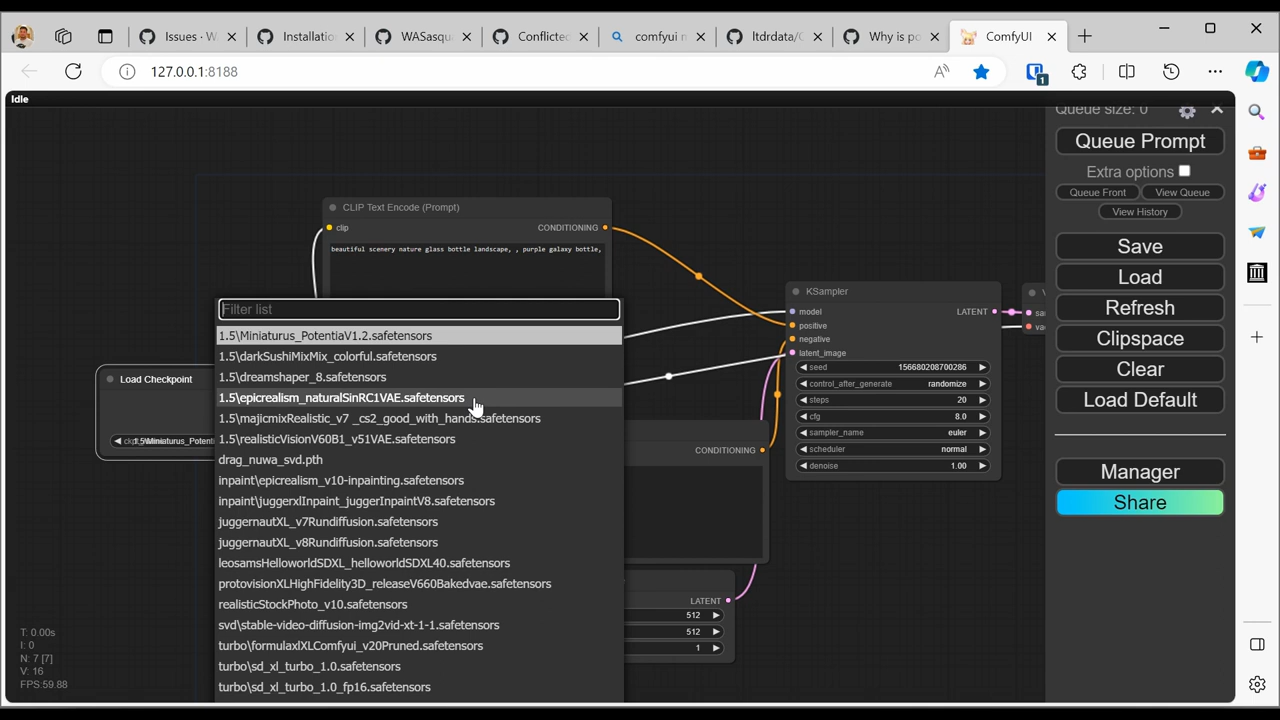 Issues · W
Installatio
WASasqu
Conflicted
comfyui m
ltdrdata/C
Why is po
ComfyUI
127.0.0.1:8188
1
Idle
Queue size: 0
Queue Prompt
Extra options
Queue Front
View Queue
View History
Save
Load
Refresh
Clipspace
Clear
Load Default
Manager
Share
CLIP Text Encode (Prompt)
clip
CONDITIONING
beautiful scenery nature glass bottle landscape, , purple galaxy bottle,
Filter list
1.5\Miniaturus_PotentiaV1.2.safetensors
1.5\darkSushiMixMix_colorful.safetensors
1.5\dreamshaper_8.safetensors
1.5\epicrealism_naturalSinRC1VAE.safetensors
1.5\majicmixRealistic_v7 _cs2_good_with_hands.safetensors
1.5\realisticVisionV60B1_v51VAE.safetensors
drag_nuwa_svd.pth
inpaint\epicrealism_v10-inpainting.safetensors
inpaint\juggerxlInpaint_juggerInpaintV8.safetensors
juggernautXL_v7Rundiffusion.safetensors
juggernautXL_v8Rundiffusion.safetensors
leosamsHelloworldSDXL_helloworldSDXL40.safetensors
protovisionXLHighFidelity3D_releaseV660Bakedvae.safetensors
realisticStockPhoto_v10.safetensors
svd\stable-video-diffusion-img2vid-xt-1-1.safetensors
turbo\formulaxlXLComfyui_v20Pruned.safetensors
turbo\sd_xl_turbo_1.0.safetensors
turbo\sd_xl_turbo_1.0_fp16.safetensors
Load Checkpoint
1.5\Miniaturus_Potenti
CONDITIONING
LATENT
512
512
1
KSampler
model
LATENT
positive
negative
latent_image
seed 156680208700286
control_after_generate randomize
steps 20
cfg 8.0
sampler_name euler
scheduler normal
denoise 1.00
T: 0.00s
I: 0
N: 7 [7]
V: 16
FPS:59.88